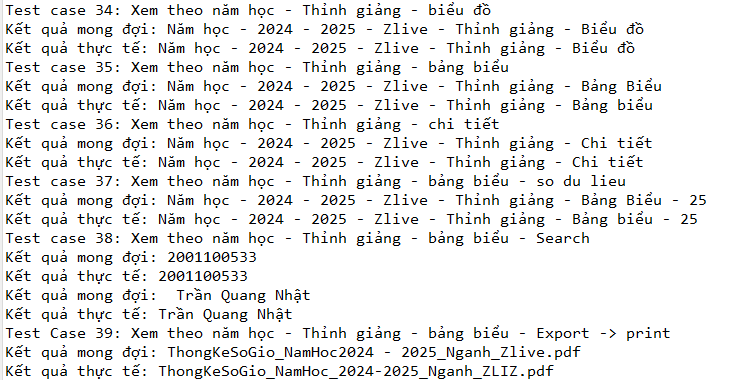 Test case 34: Xem theo năm học - Thỉnh giảng - biểu đồ
Kết quả mong đợi: Năm học - 2024 - 2025 - Zlive - Thỉnh giảng - Biểu đồ
Kết quả thực tế: Năm học - 2024 - 2025 - Zlive - Thỉnh giảng - Biểu đồ
Test case 35: Xem theo năm học - Thỉnh giảng - bảng biểu
Kết quả mong đợi: Năm học - 2024 - 2025 - Zlive - Thỉnh giảng - Bảng Biểu
Kết quả thực tế: Năm học - 2024 - 2025 - Zlive - Thỉnh giảng - Bảng biểu
Test case 36: Xem theo năm học - Thỉnh giảng - chi tiết
Kết quả mong đợi: Năm học - 2024 - 2025 - Zlive - Thỉnh giảng - Chi tiết
Kết quả thực tế: Năm học - 2024 - 2025 - Zlive - Thỉnh giảng - Chi tiết
Test case 37: Xem theo năm học - Thỉnh giảng - bảng biểu - so du lieu
Kết quả mong đợi: Năm học - 2024 - 2025 - Zlive - Thỉnh giảng - Bảng Biểu - 25
Kết quả thực tế: Năm học - 2024 - 2025 - Zlive - Thỉnh giảng - Bảng biểu - 25
Test case 38: Xem theo năm học - Thỉnh giảng - bảng biểu - Search
Kết quả mong đợi: 2001100533
Kết quả thực tế: 2001100533
Kết quả mong đợi:  Trần Quang Nhật
Kết quả thực tế: Trần Quang Nhật
Test Case 39: Xem theo năm học - Thỉnh giảng - bảng biểu - Export -> print
Kết quả mong đợi: ThongKeSoGio_NamHoc2024 - 2025_Nganh_Zlive.pdf
Kết quả thực tế: ThongKeSoGio_NamHoc_2024-2025_Nganh_ZLIZ.pdf